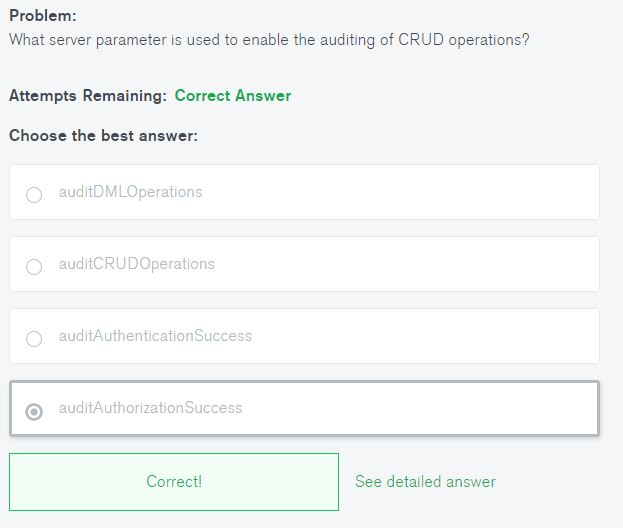 Problem:
What server parameter is used to enable the auditing of CRUD operations?
Attempts Remaining: Correct Answer
Choose the best answer:
auditDMLOperations
auditCRUDOperations
auditAuthenticationSuccess
auditAuthorizationSuccess
Correct! See detailed answer